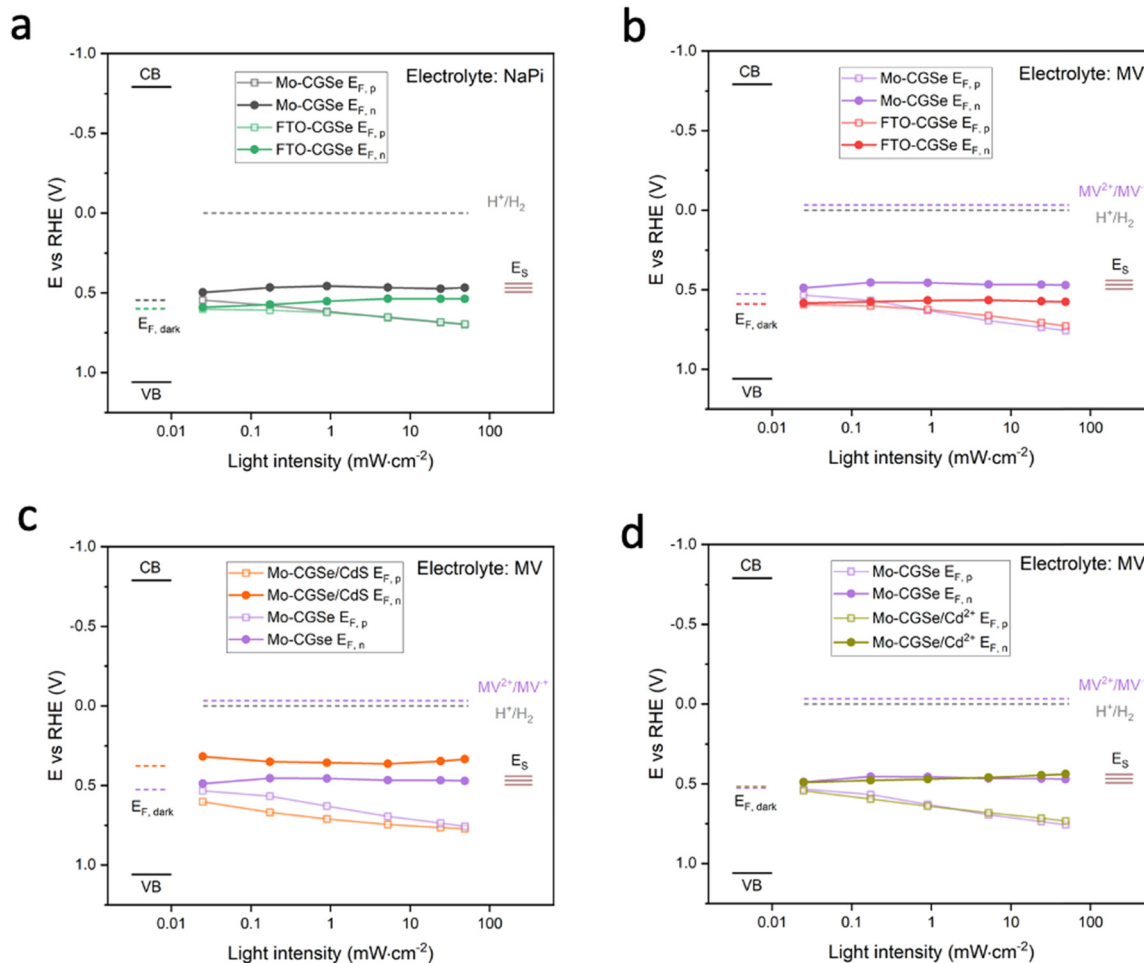 a
Electrolyte: NaPi
Mo-CGSe E_F, p
Mo-CGSe E_F, n
FTO-CGSe E_F, p
FTO-CGSe E_F, n
CB
H⁺/H₂
E_S
E_F, dark
VB
-1.0
-0.5
0.0
0.5
1.0
E vs RHE (V)
0.01 0.1 1 10 100
Light intensity (mW·cm⁻²)
b
Electrolyte: MV
Mo-CGSe E_F, p
Mo-CGSe E_F, n
FTO-CGSe E_F, p
FTO-CGSe E_F, n
CB
MV²⁺/MV
H⁺/H₂
E_S
E_F, dark
VB
-1.0
-0.5
0.0
0.5
1.0
E vs RHE (V)
0.01 0.1 1 10 100
Light intensity (mW·cm⁻²)
c
Electrolyte: MV
Mo-CGSe/CdS E_F, p
Mo-CGSe/CdS E_F, n
Mo-CGSe E_F, p
Mo-CGse E_F, n
CB
MV²⁺/MV·⁺
H⁺/H₂
E_S
E_F, dark
VB
-1.0
-0.5
0.0
0.5
1.0
E vs RHE (V)
0.01 0.1 1 10 100
Light intensity (mW·cm⁻²)
d
Electrolyte: MV
Mo-CGSe E_F, p
Mo-CGSe E_F, n
Mo-CGSe/Cd²⁺ E_F, p
Mo-CGSe/Cd²⁺ E_F, n
CB
MV²⁺/MV
H⁺/H₂
E_S
E_F, dark
VB
-1.0
-0.5
0.0
0.5
1.0
E vs RHE (V)
0.01 0.1 1 10 100
Light intensity (mW·cm⁻²)